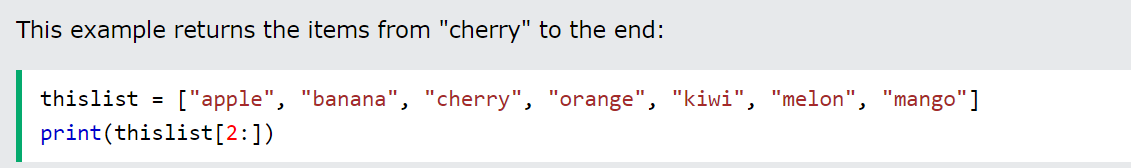 This example returns the items from "cherry" to the end:
thislist = ["apple", "banana", "cherry", "orange", "kiwi", "melon", "mango"]
print(thislist[2:])